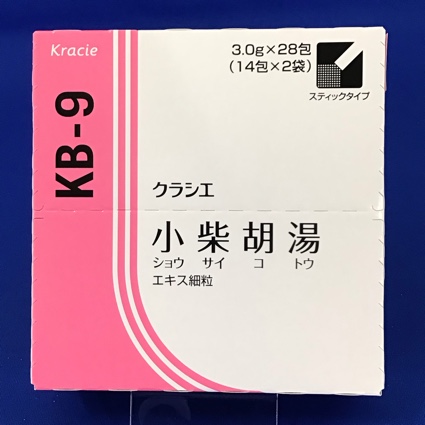 Kracie
3.0g×28包
(14包×2袋)
スティックタイプ
KB-9
クラシエ
小柴胡湯
ショウ サイ コ トウ
エキス細粒